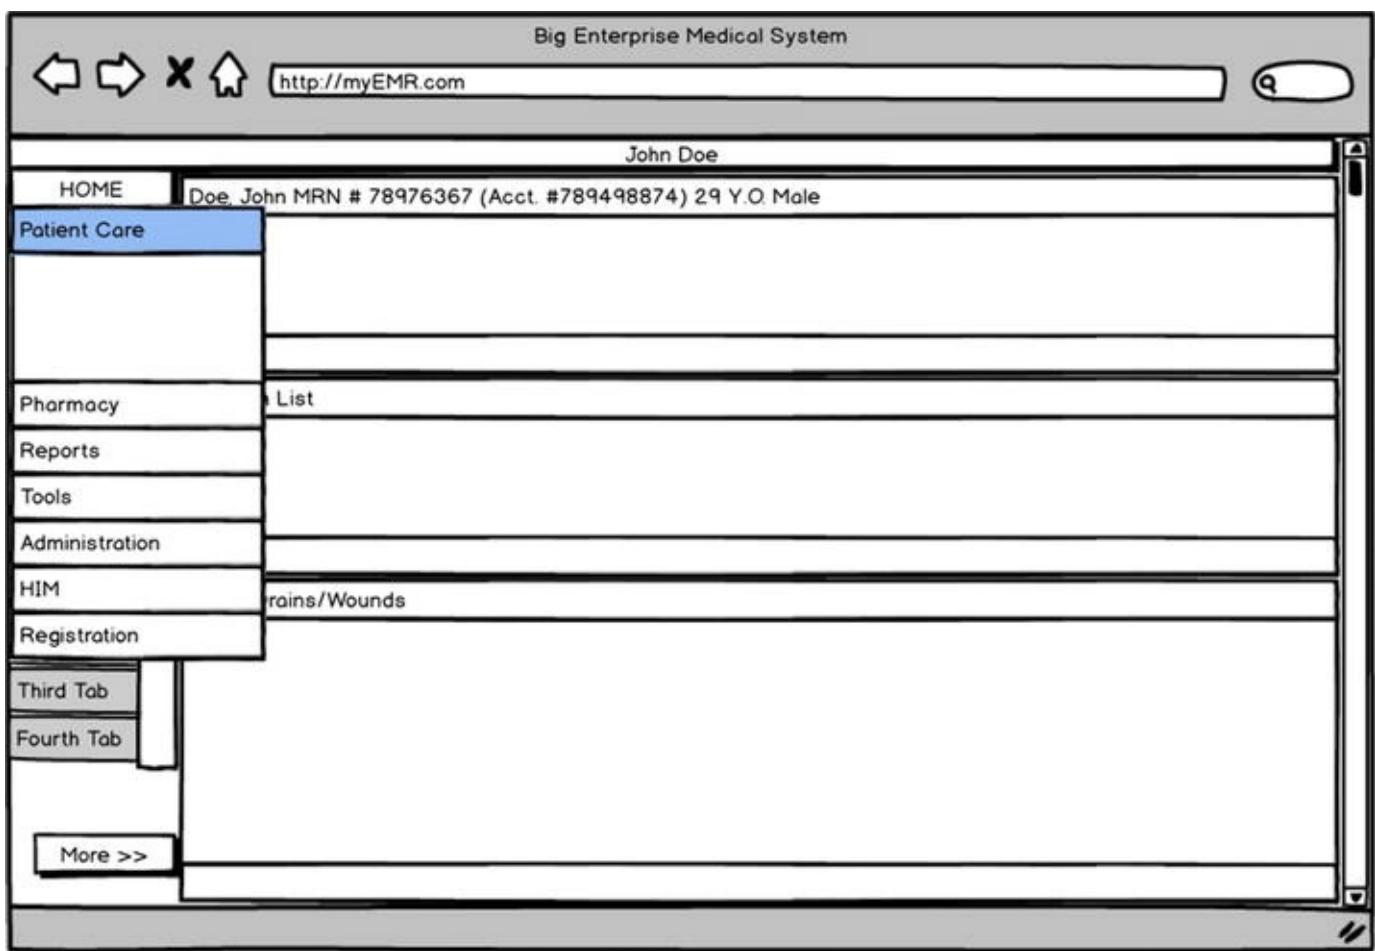 Big Enterprise Medical System
http://myEMR.com
John Doe
HOME
Doe, John MRN # 78976367 (Acct. #789498874) 29 Y.O. Male
Patient Care
Pharmacy
List
Reports
Tools
Administration
HIM
/Wounds
Registration
Third Tab
Fourth Tab
More >>